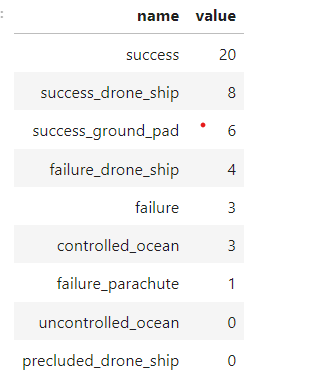 name value
success 20
success_drone_ship 8
success_ground_pad 6
failure_drone_ship 4
failure 3
controlled_ocean 3
failure_parachute 1
uncontrolled_ocean 0
precluded_drone_ship 0